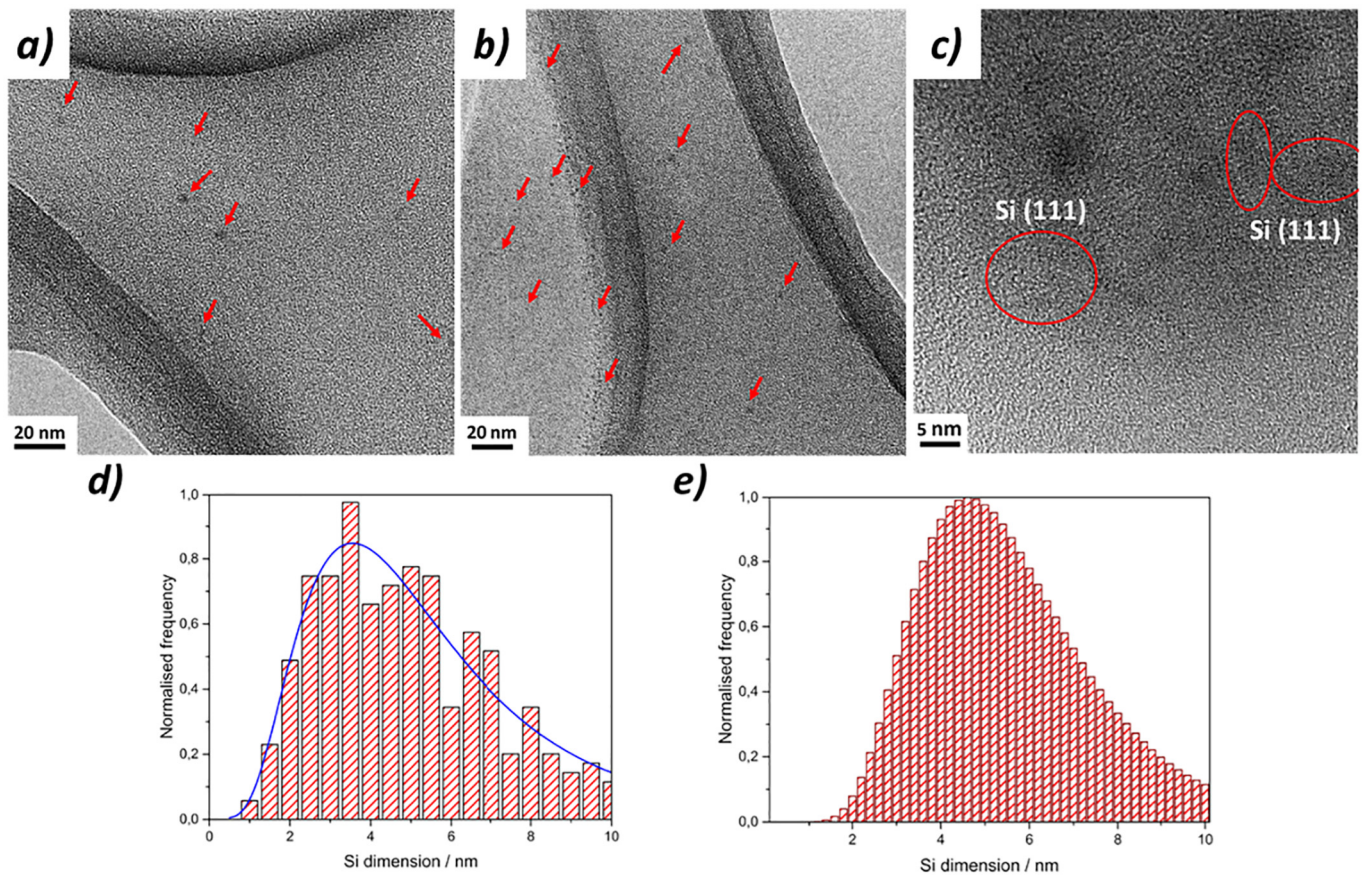 a)
b)
c)
Si (111)
Si (111)
20 nm
20 nm
5 nm
d)
e)
1,0
0,8
0,6
0,4
0,2
0,0
Normalised frequency
0 2 4 6 8 10
Si dimension / nm
1,0
0,8
0,6
0,4
0,2
0,0
Normalised frequency
2 4 6 8 10
Si dimension / nm